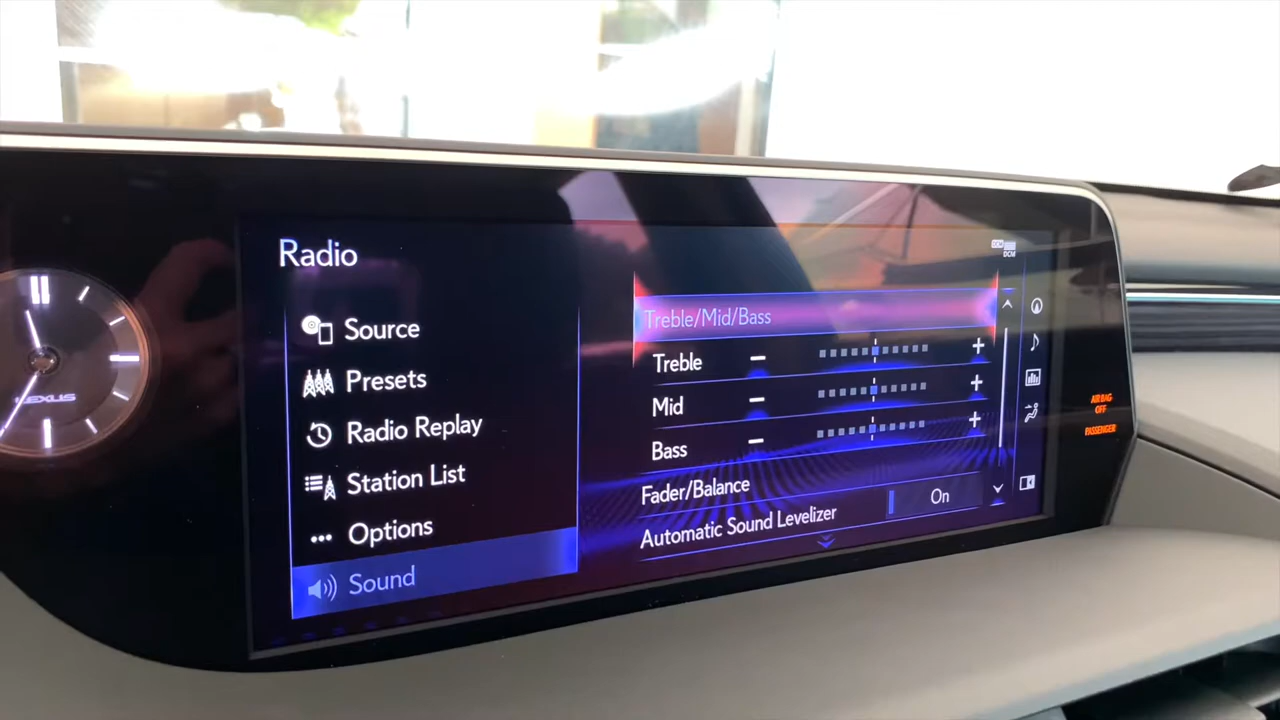 Radio
Source
Presets
Radio Replay
Station List
Options
Sound
Treble/Mid/Bass
Treble − +
Mid − +
Bass − +
Fader/Balance
Automatic Sound Levelizer On
DCM
AIR BAG
OFF
PASSENGER
LEXUS